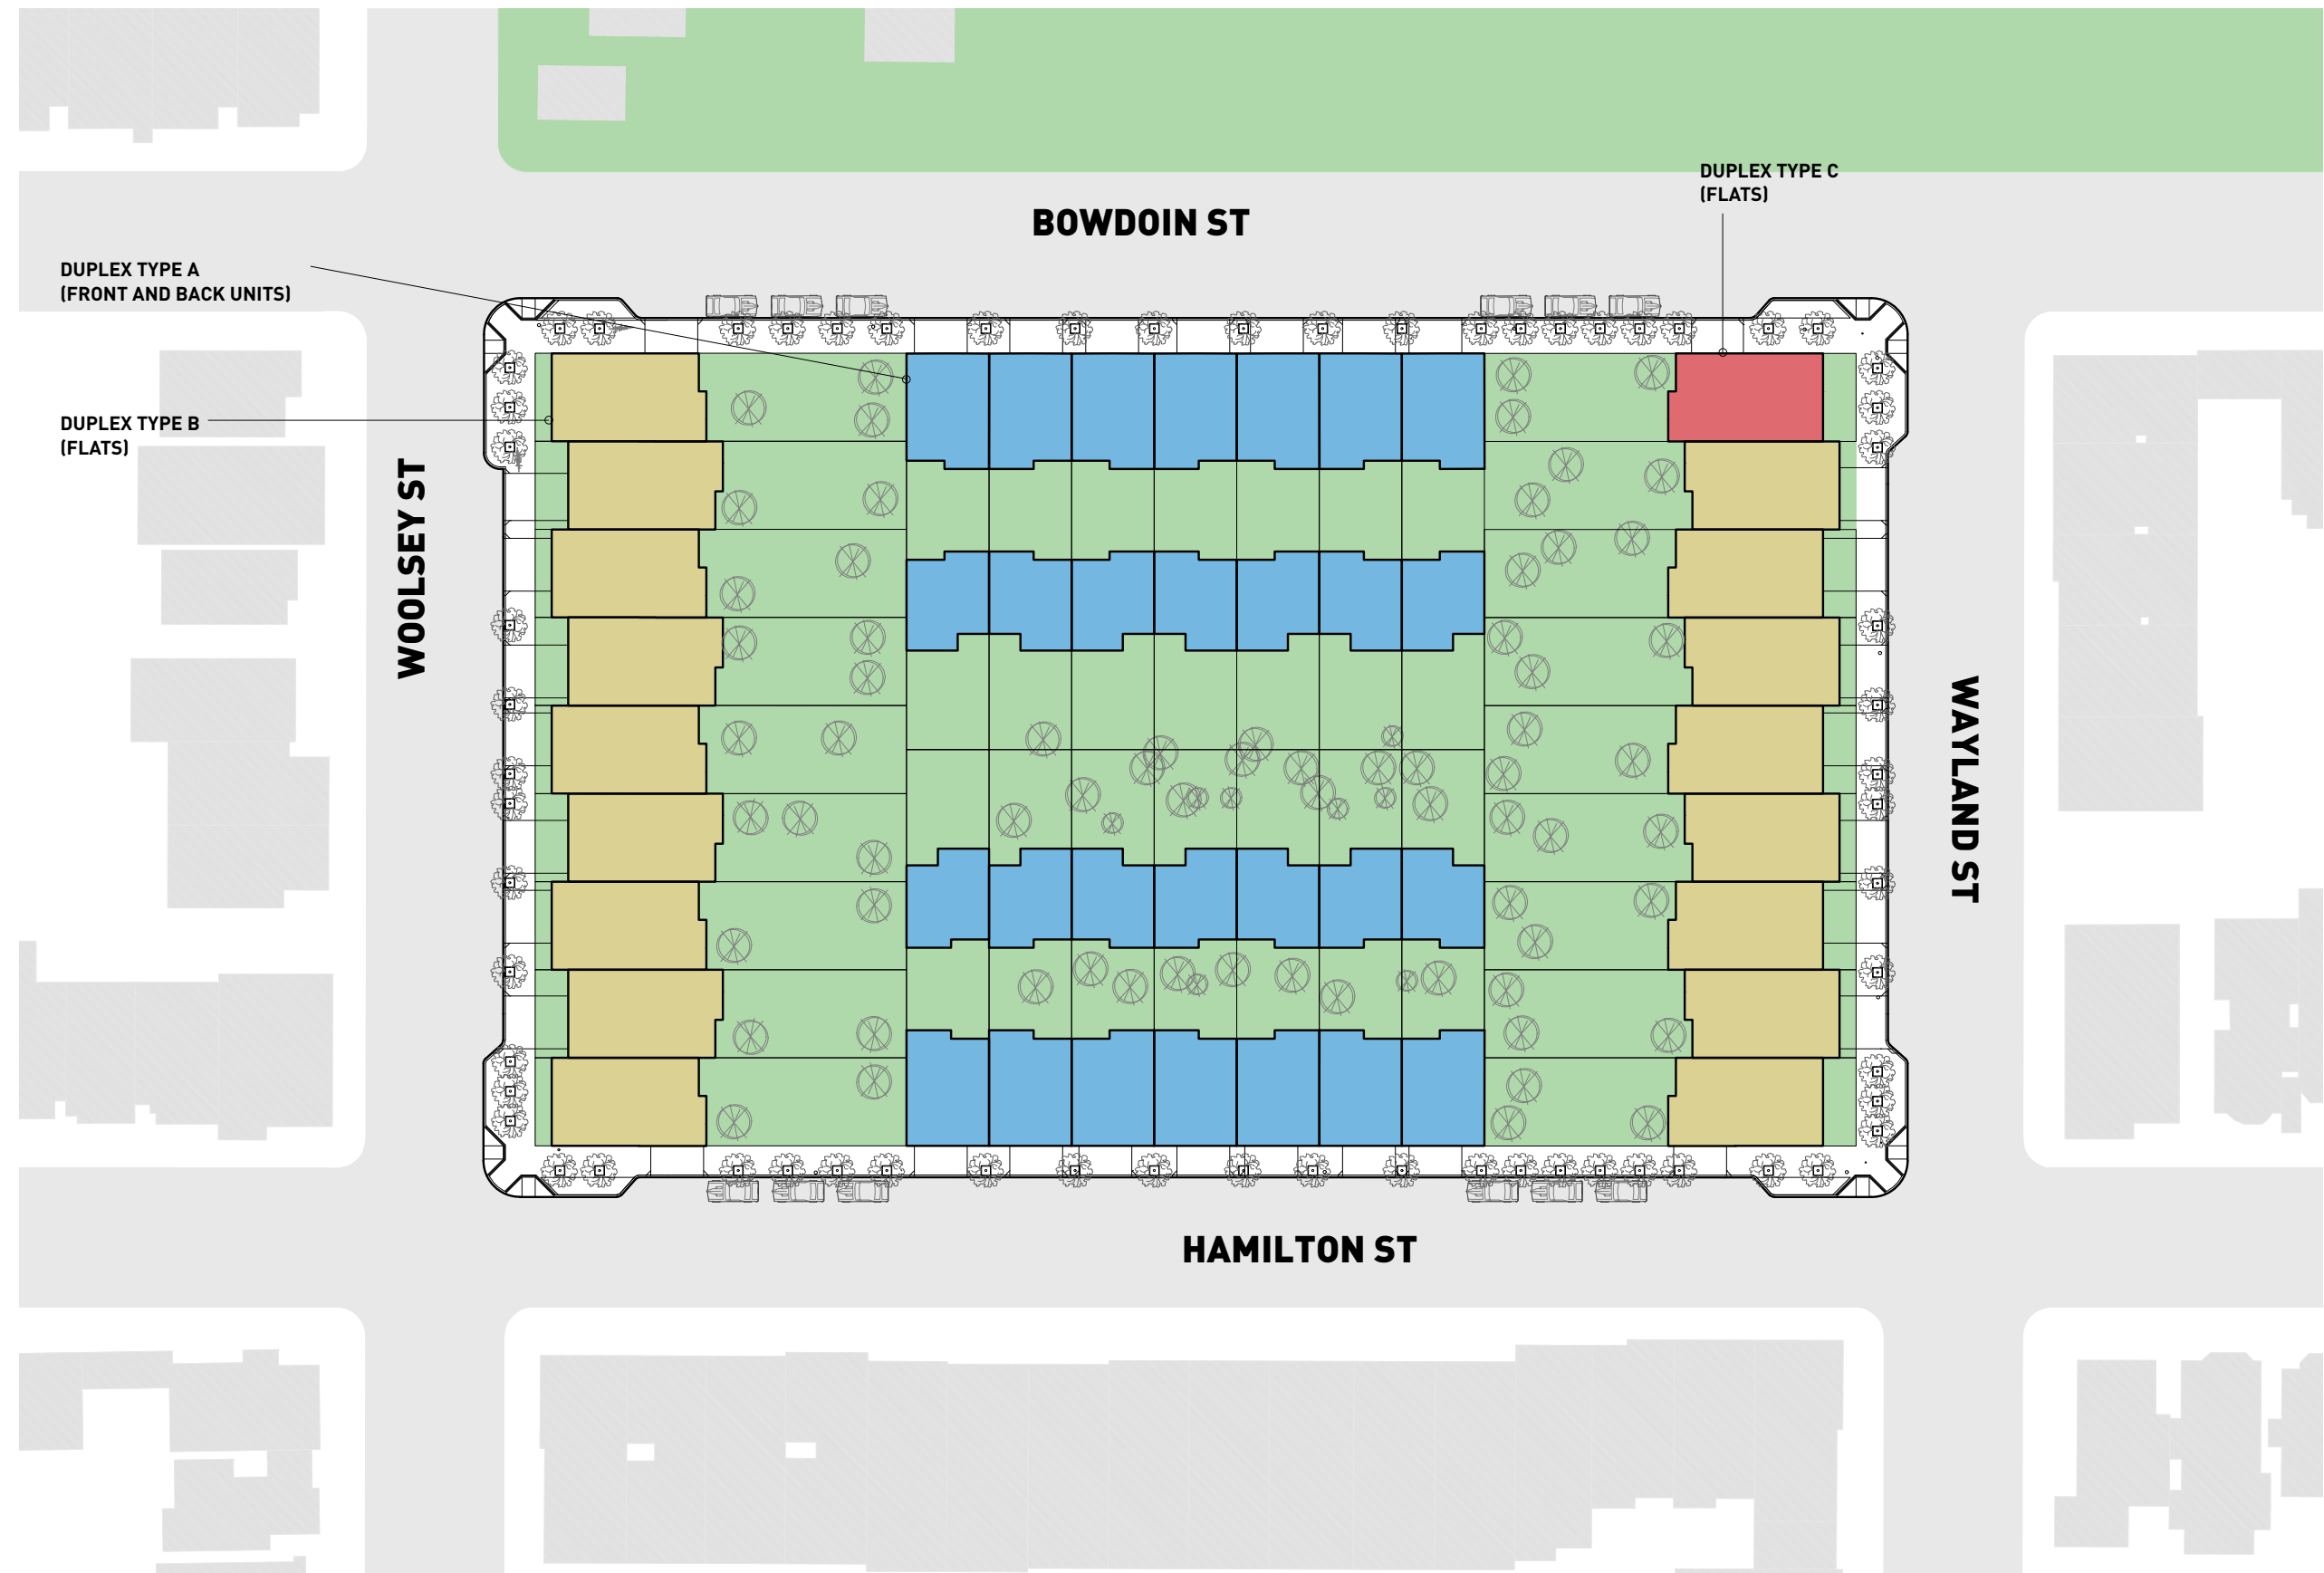 DUPLEX TYPE C
(FLATS)
BOWDOIN ST
DUPLEX TYPE A
(FRONT AND BACK UNITS)
DUPLEX TYPE B
(FLATS)
WOOLSEY ST
WAYLAND ST
HAMILTON ST